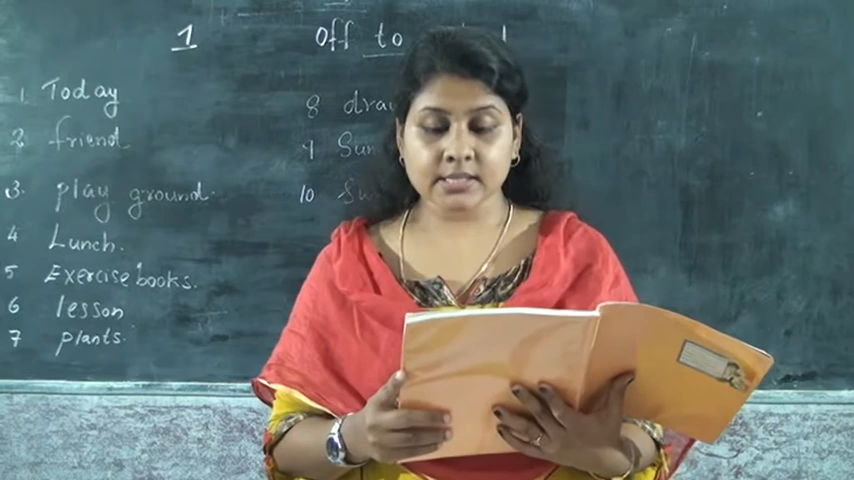 1 Off to
1 Today
2 friend
3. play ground.
4 Lunch.
5 Exercise books.
6 lesson
7 plants.
8
9
10